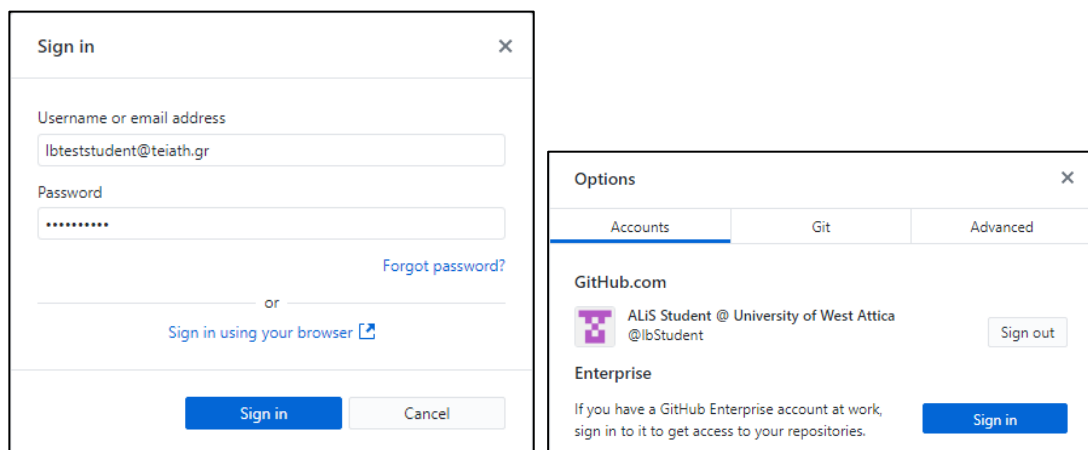 Sign in
Username or email address
lbteststudent@teiath.gr
Password
••••••••••
Forgot password?
or
Sign in using your browser
Sign in
Cancel
Options
Accounts
Git
Advanced
GitHub.com
ALiS Student @ University of West Attica
@lbStudent
Sign out
Enterprise
If you have a GitHub Enterprise account at work,
sign in to it to get access to your repositories.
Sign in